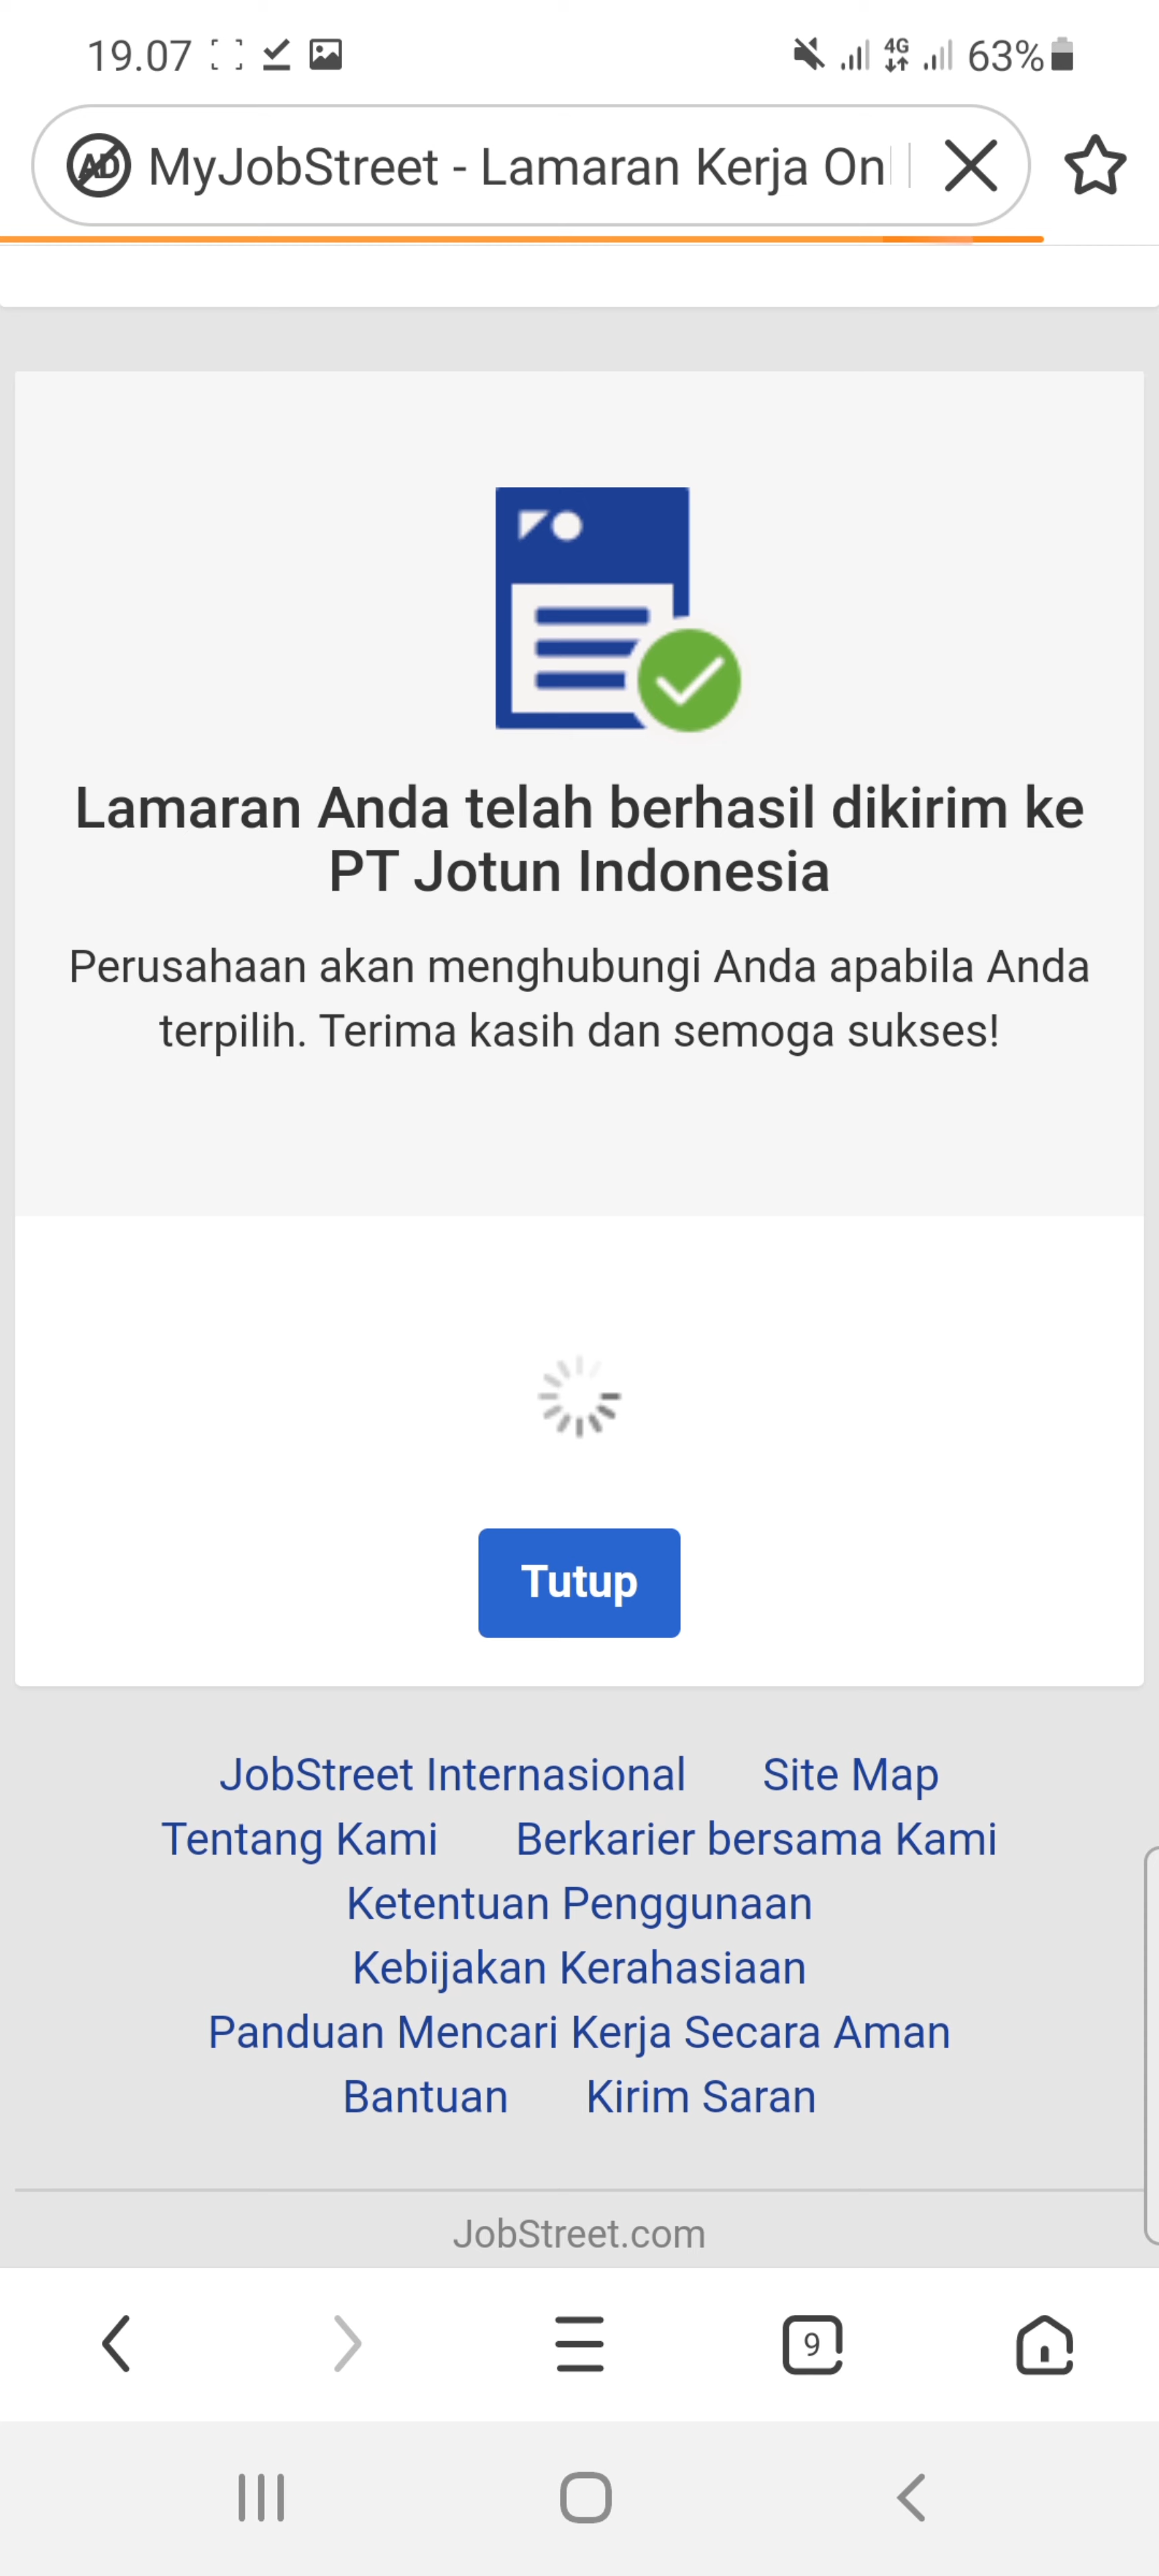 19.07
4G
63%
AD MyJobStreet - Lamaran Kerja On
Lamaran Anda telah berhasil dikirim ke
PT Jotun Indonesia
Perusahaan akan menghubungi Anda apabila Anda
terpilih. Terima kasih dan semoga sukses!
Tutup
JobStreet Internasional Site Map
Tentang Kami Berkarier bersama Kami
Ketentuan Penggunaan
Kebijakan Kerahasiaan
Panduan Mencari Kerja Secara Aman
Bantuan Kirim Saran
JobStreet.com
9